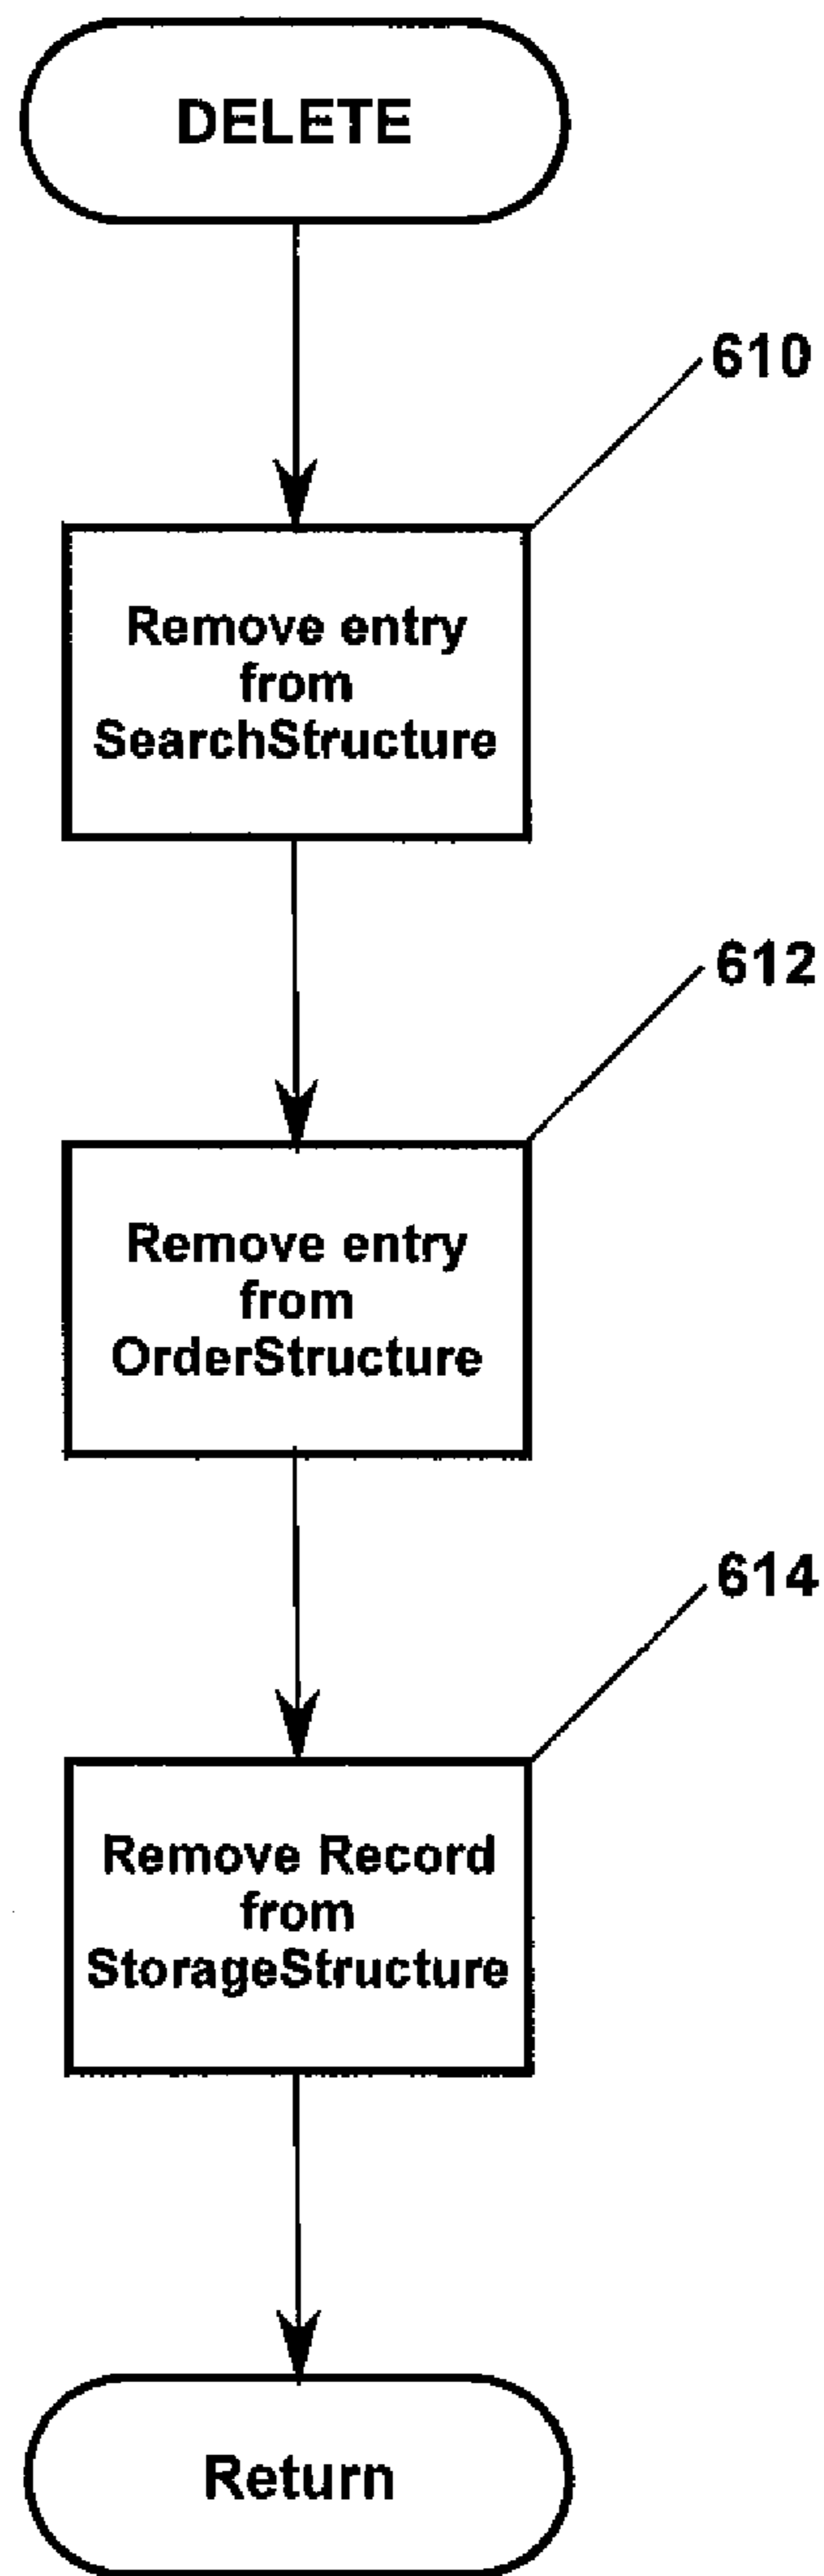 DELETE
610
Remove entry
from
SearchStructure
612
Remove entry
from
OrderStructure
614
Remove Record
from
StorageStructure
Return